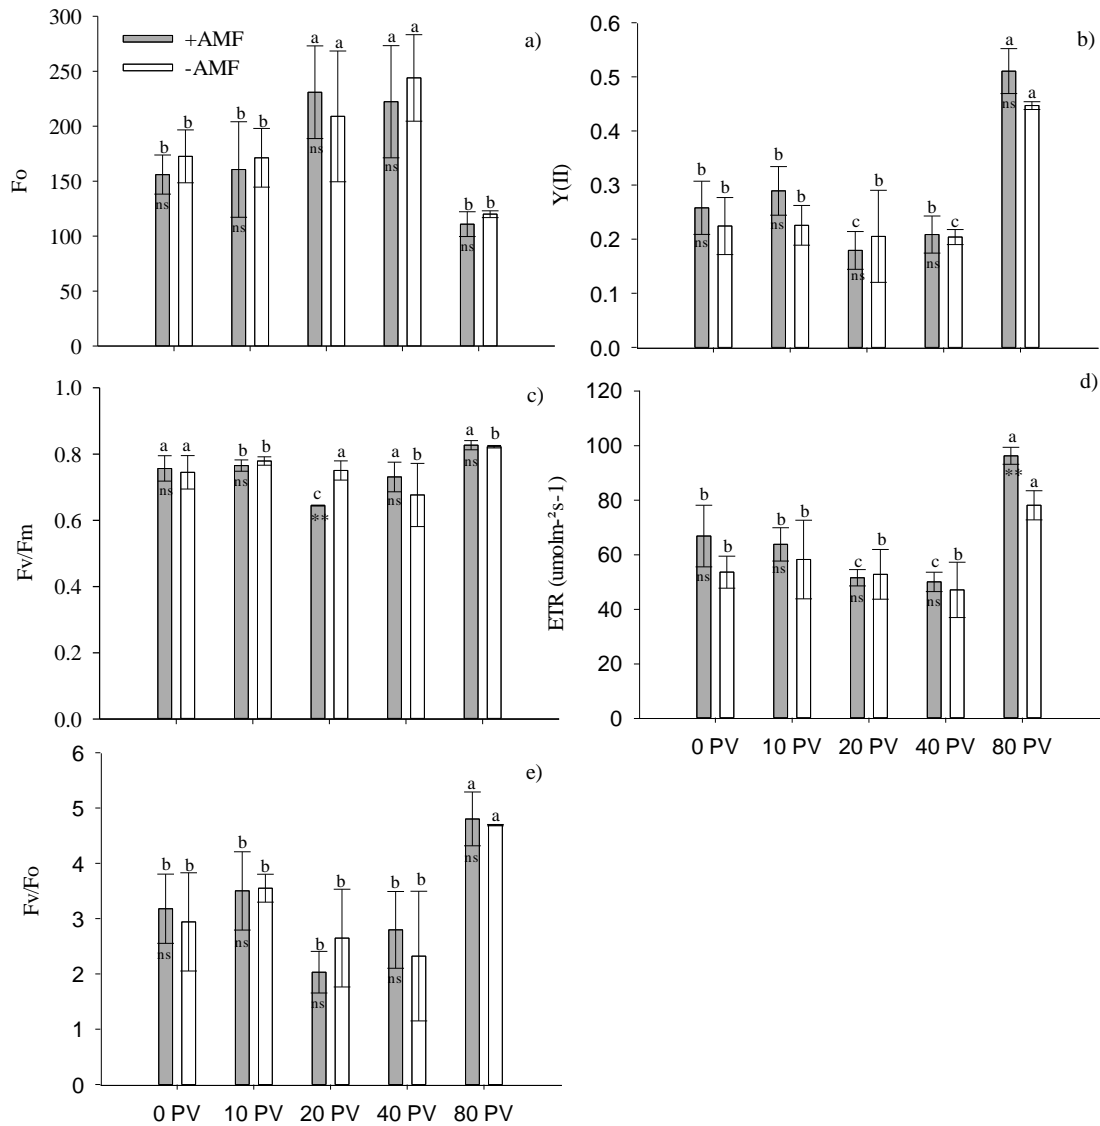 +AMF
-AMF
a)
Fo
300
250
200
150
100
50
0
b b b b a a a a b b
ns ns ns ns ns
b)
Y(II)
0.6
0.5
0.4
0.3
0.2
0.1
0.0
b b b b c b b c a a
ns ns ns ns ns
c)
Fv/Fm
1.0
0.8
0.6
0.4
0.2
0.0
a a b b c a a b a b
ns ns ** ns ns
d)
ETR (umolm-²s-1)
120
100
80
60
40
20
0
b b b b c b c b a a
ns ns ns ns **
0 PV 10 PV 20 PV 40 PV 80 PV
e)
Fv/Fo
6
5
4
3
2
1
0
b b b b b b b b a a
ns ns ns ns ns
0 PV 10 PV 20 PV 40 PV 80 PV